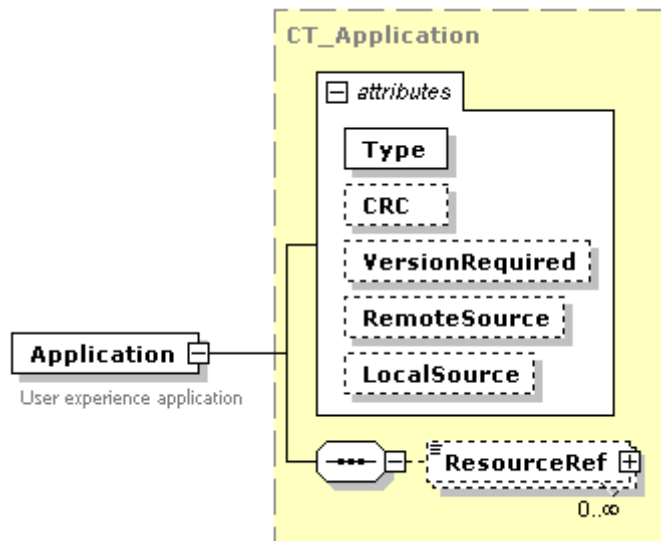 CT_Application
attributes
Type
CRC
VersionRequired
RemoteSource
LocalSource
Application
User experience application
ResourceRef
0..∞